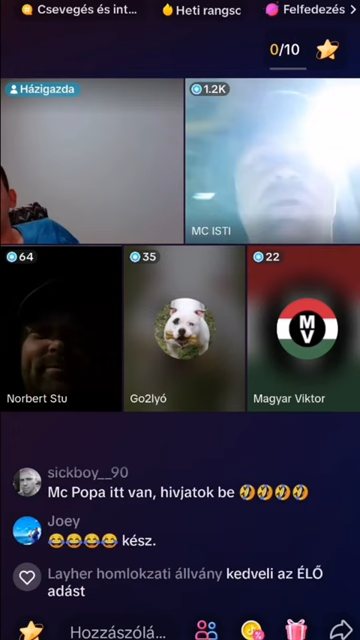 Csevegés és int...
Heti rangsc
Felfedezés >
0/10
Házigazda
1.2K
MC ISTI
64
35
22
Norbert Stu
Go2lyó
MV
Magyar Viktor
sickboy__90
Mc Popa itt van, hivjatok be 🤣🤣🤣🤣
Joey
😂😂😂😂 kész.
Layher homlokzati állvány kedveli az ÉLŐ
adást
Hozzászólá...